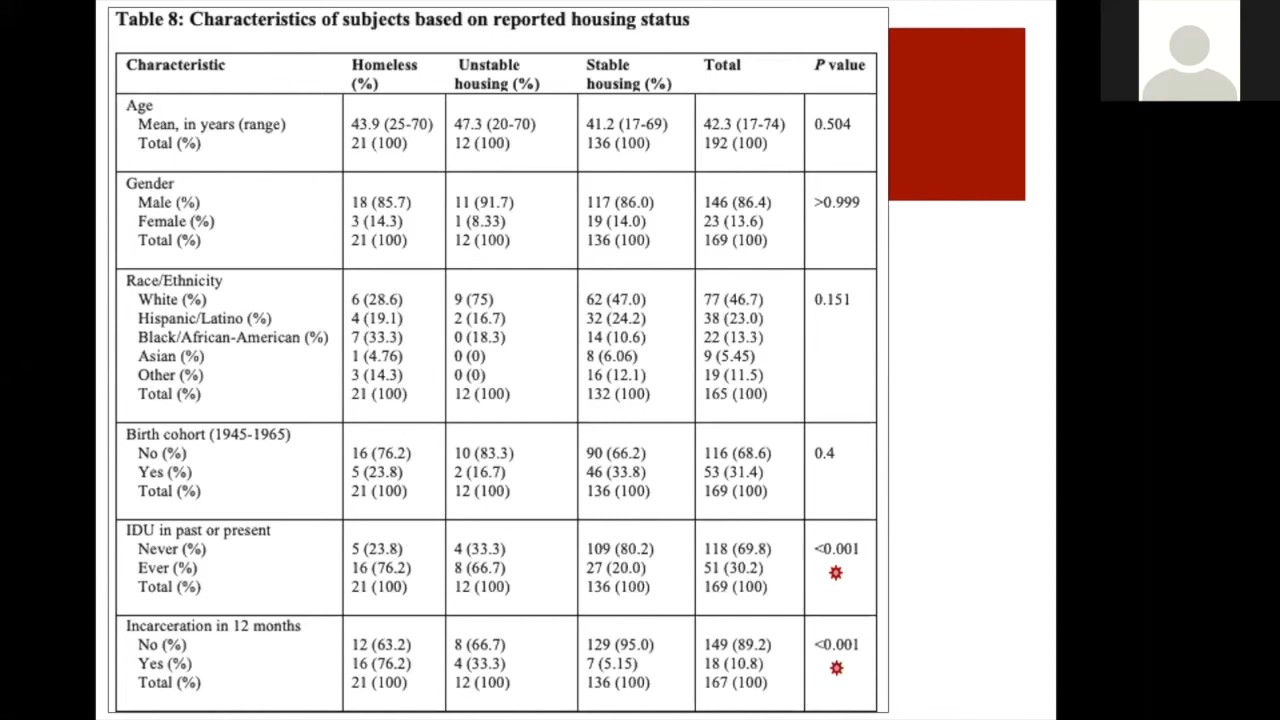 Table 8: Characteristics of subjects based on reported housing status
Characteristic Homeless (%) Unstable housing (%) Stable housing (%) Total P value
Age
Mean, in years (range) 43.9 (25-70) 47.3 (20-70) 41.2 (17-69) 42.3 (17-74) 0.504
Total (%) 21 (100) 12 (100) 136 (100) 192 (100)
Gender
Male (%) 18 (85.7) 11 (91.7) 117 (86.0) 146 (86.4) >0.999
Female (%) 3 (14.3) 1 (8.33) 19 (14.0) 23 (13.6)
Total (%) 21 (100) 12 (100) 136 (100) 169 (100)
Race/Ethnicity
White (%) 6 (28.6) 9 (75) 62 (47.0) 77 (46.7) 0.151
Hispanic/Latino (%) 4 (19.1) 2 (16.7) 32 (24.2) 38 (23.0)
Black/African-American (%) 7 (33.3) 0 (18.3) 14 (10.6) 22 (13.3)
Asian (%) 1 (4.76) 0 (0) 8 (6.06) 9 (5.45)
Other (%) 3 (14.3) 0 (0) 16 (12.1) 19 (11.5)
Total (%) 21 (100) 12 (100) 132 (100) 165 (100)
Birth cohort (1945-1965)
No (%) 16 (76.2) 10 (83.3) 90 (66.2) 116 (68.6) 0.4
Yes (%) 5 (23.8) 2 (16.7) 46 (33.8) 53 (31.4)
Total (%) 21 (100) 12 (100) 136 (100) 169 (100)
IDU in past or present
Never (%) 5 (23.8) 4 (33.3) 109 (80.2) 118 (69.8) <0.001
Ever (%) 16 (76.2) 8 (66.7) 27 (20.0) 51 (30.2)
Total (%) 21 (100) 12 (100) 136 (100) 169 (100)
Incarceration in 12 months
No (%) 12 (63.2) 8 (66.7) 129 (95.0) 149 (89.2) <0.001
Yes (%) 16 (76.2) 4 (33.3) 7 (5.15) 18 (10.8)
Total (%) 21 (100) 12 (100) 136 (100) 167 (100)